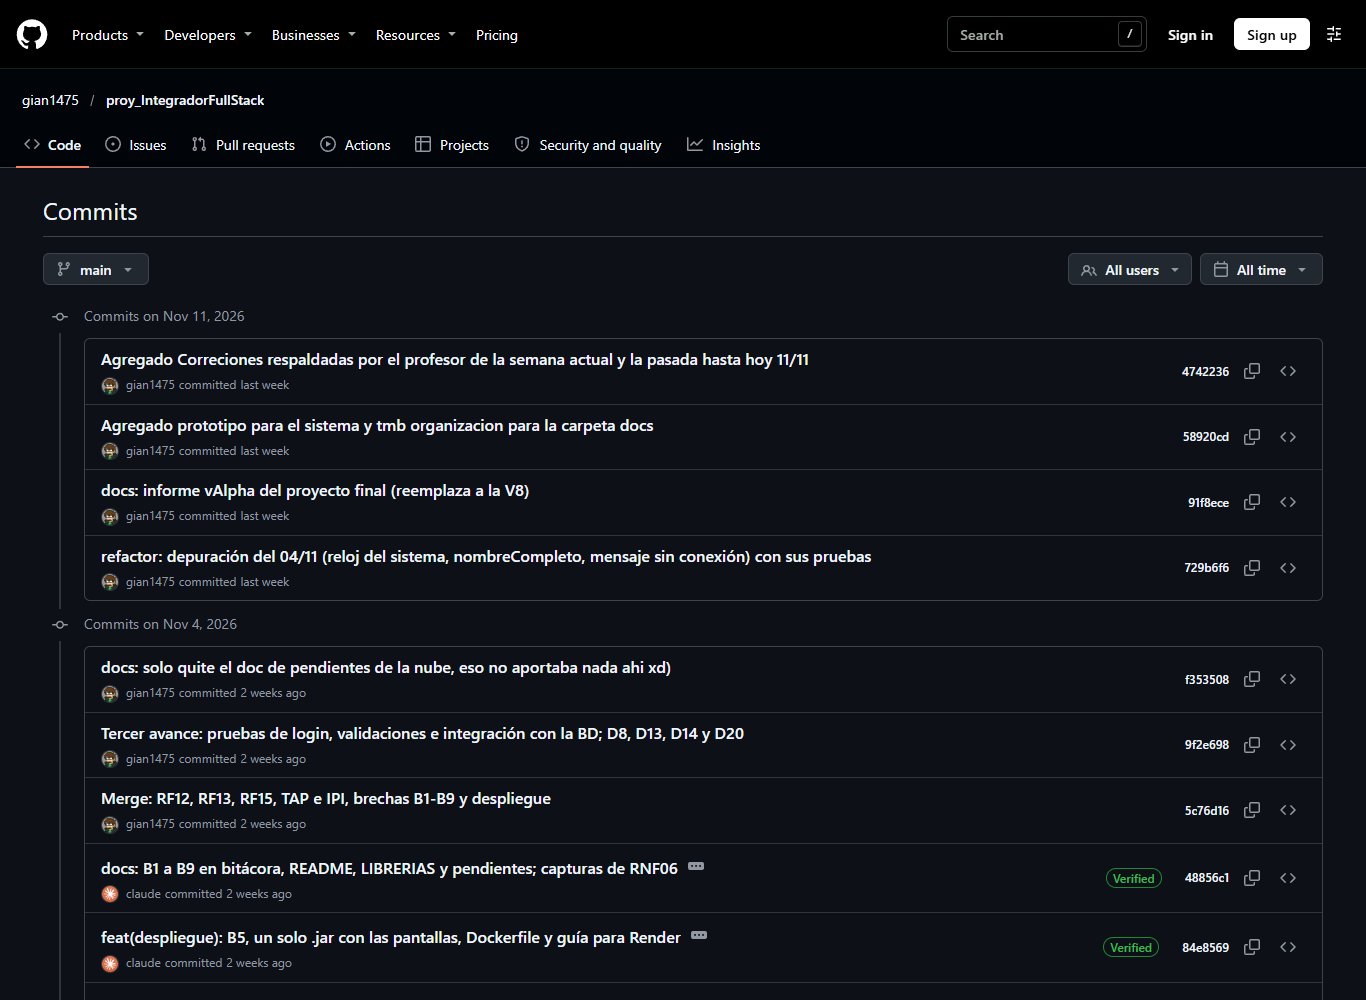 Products
Developers
Businesses
Resources
Pricing
Search
/
Sign in
Sign up
gian1475 / proy_IntegradorFullStack
Code
Issues
Pull requests
Actions
Projects
Security and quality
Insights
Commits
main
All users
All time
Commits on Nov 11, 2026
Agregado Correciones respaldadas por el profesor de la semana actual y la pasada hasta hoy 11/11
gian1475 committed last week
4742236
Agregado prototipo para el sistema y tmb organizacion para la carpeta docs
gian1475 committed last week
58920cd
docs: informe vAlpha del proyecto final (reemplaza a la V8)
gian1475 committed last week
91f8ece
refactor: depuración del 04/11 (reloj del sistema, nombreCompleto, mensaje sin conexión) con sus pruebas
gian1475 committed last week
729b6f6
Commits on Nov 4, 2026
docs: solo quite el doc de pendientes de la nube, eso no aportaba nada ahi xd)
gian1475 committed 2 weeks ago
f353508
Tercer avance: pruebas de login, validaciones e integración con la BD; D8, D13, D14 y D20
gian1475 committed 2 weeks ago
9f2e698
Merge: RF12, RF13, RF15, TAP e IPI, brechas B1-B9 y despliegue
gian1475 committed 2 weeks ago
5c76d16
docs: B1 a B9 en bitácora, README, LIBRERIAS y pendientes; capturas de RNF06
claude committed 2 weeks ago
Verified
48856c1
feat(despliegue): B5, un solo .jar con las pantallas, Dockerfile y guía para Render
claude committed 2 weeks ago
Verified
84e8569